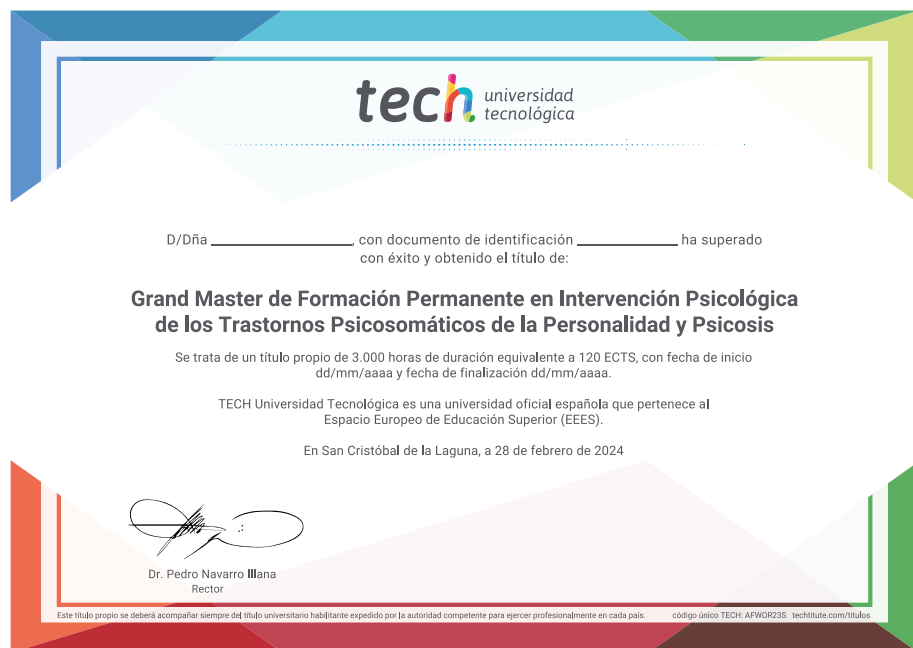 tech universidad
tecnológica
D/Dña ________________, con documento de identificación ____________ ha superado
con éxito y obtenido el título de:
Grand Master de Formación Permanente en Intervención Psicológica
de los Trastornos Psicosomáticos de la Personalidad y Psicosis
Se trata de un título propio de 3.000 horas de duración equivalente a 120 ECTS, con fecha de inicio
dd/mm/aaaa y fecha de finalización dd/mm/aaaa.
TECH Universidad Tecnológica es una universidad oficial española que pertenece al
Espacio Europeo de Educación Superior (EEES).
En San Cristóbal de la Laguna, a 28 de febrero de 2024
Dr. Pedro Navarro Illana
Rector
Este título propio se deberá acompañar siempre del título universitario habilitante expedido por la autoridad competente para ejercer profesionalmente en cada país. código único TECH: AFWOR23S techtitute.com/titulos